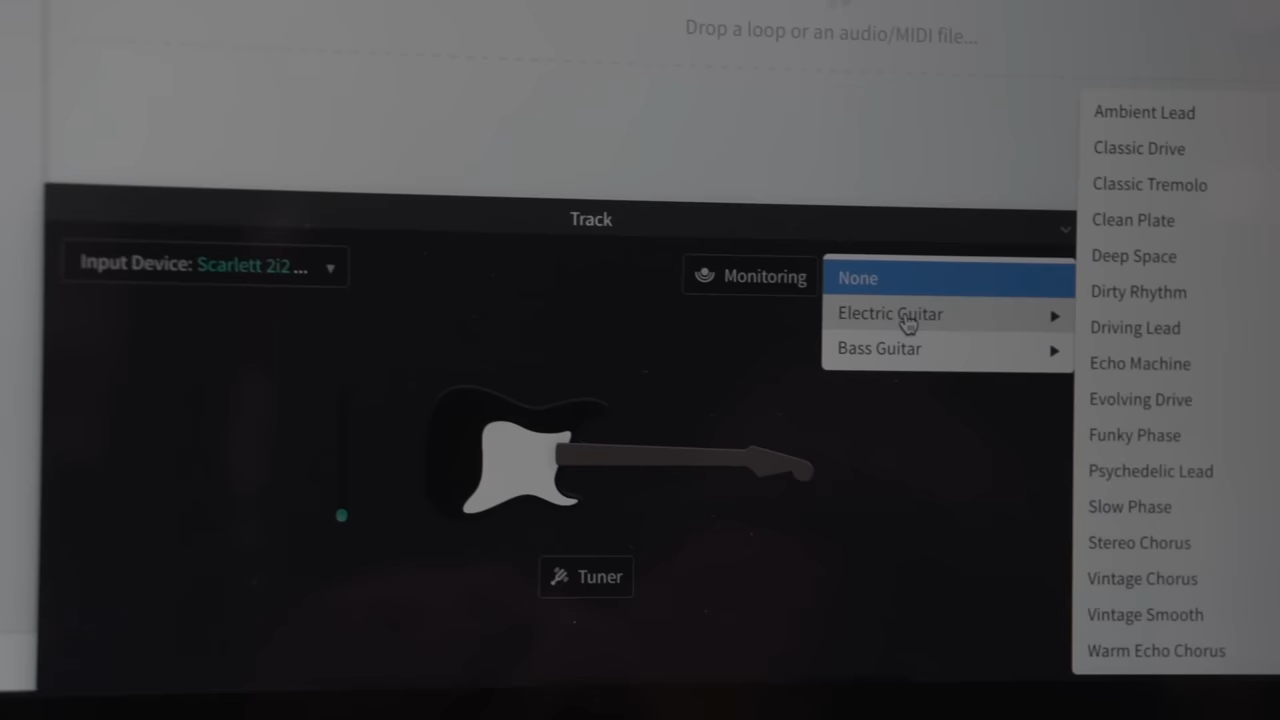 Drop a loop or an audio/MIDI file...
Track
Input Device: Scarlett 2i2 ...
Monitoring
None
Electric Guitar
Bass Guitar
Tuner
Ambient Lead
Classic Drive
Classic Tremolo
Clean Plate
Deep Space
Dirty Rhythm
Driving Lead
Echo Machine
Evolving Drive
Funky Phase
Psychedelic Lead
Slow Phase
Stereo Chorus
Vintage Chorus
Vintage Smooth
Warm Echo Chorus